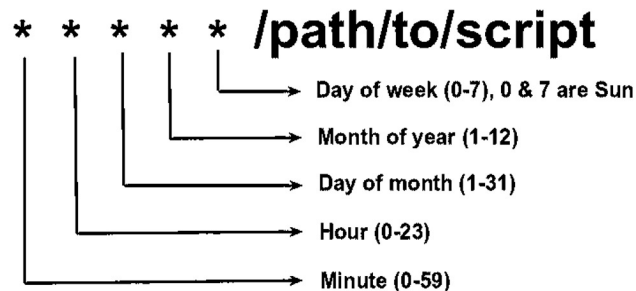 * * * * * /path/to/script
Day of week (0-7), 0 & 7 are Sun
Month of year (1-12)
Day of month (1-31)
Hour (0-23)
Minute (0-59)